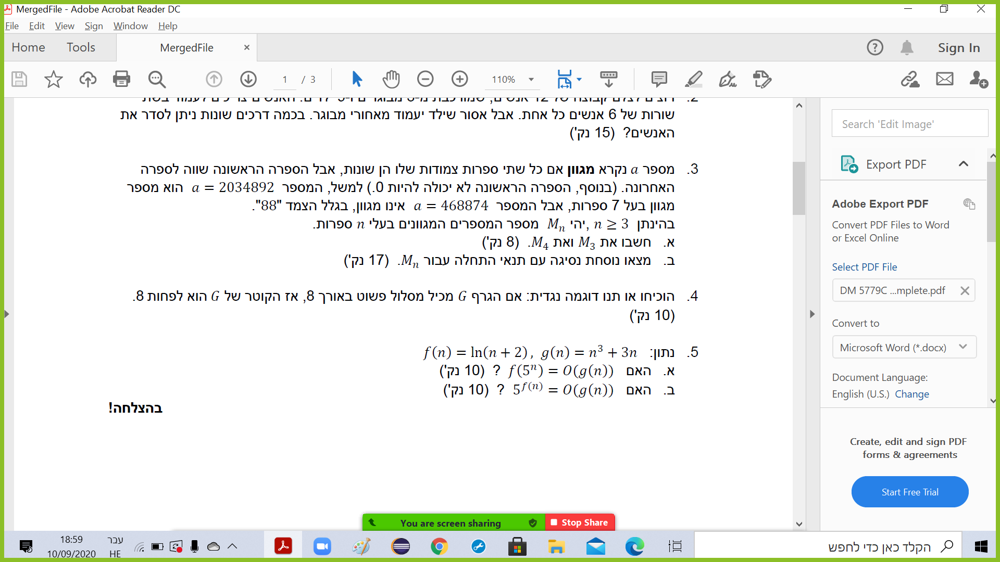 MergedFile - Adobe Acrobat Reader DC
File Edit View Sign Window Help
Home Tools MergedFile × Sign In
1 / 3 110%
שורות של 6 אנשים כל אחת. אבל אסור שילד יעמוד מאחורי מבוגר. בכמה דרכים שונות ניתן לסדר את
האנשים? (15 נק')
3. מספר a נקרא מגוון אם כל שתי ספרות צמודות שלו הן שונות, אבל הספרה הראשונה שווה לספרה
האחרונה. (בנוסף, הספרה הראשונה לא יכולה להיות 0.) למשל, המספר a = 2034892 הוא מספר
מגוון בעל 7 ספרות, אבל המספר a = 468874 אינו מגוון, בגלל הצמד "88".
בהינתן n ≥ 3, יהי Mₙ מספר המספרים המגוונים בעלי n ספרות.
א. חשבו את M₃ ואת M₄. (8 נק')
ב. מצאו נוסחת נסיגה עם תנאי התחלה עבור Mₙ. (17 נק')
4. הוכיחו או תנו דוגמה נגדית: אם הגרף G מכיל מסלול פשוט באורך 8, אז הקוטר של G הוא לפחות 8.
(10 נק')
5. נתון: f(n) = ln(n + 2), g(n) = n³ + 3n
א. האם f(5ⁿ) = O(g(n)) ? (10 נק')
ב. האם 5^f(n) = O(g(n)) ? (10 נק')
בהצלחה!
Search 'Edit Image'
Export PDF
Adobe Export PDF
Convert PDF Files to Word
or Excel Online
Select PDF File
DM 5779C ...mplete.pdf
Convert to
Microsoft Word (*.docx)
Document Language:
English (U.S.) Change
Create, edit and sign PDF
forms & agreements
Start Free Trial
You are screen sharing Stop Share
18:59
10/09/2020
עבר
HE
הקלד כאן כדי לחפש